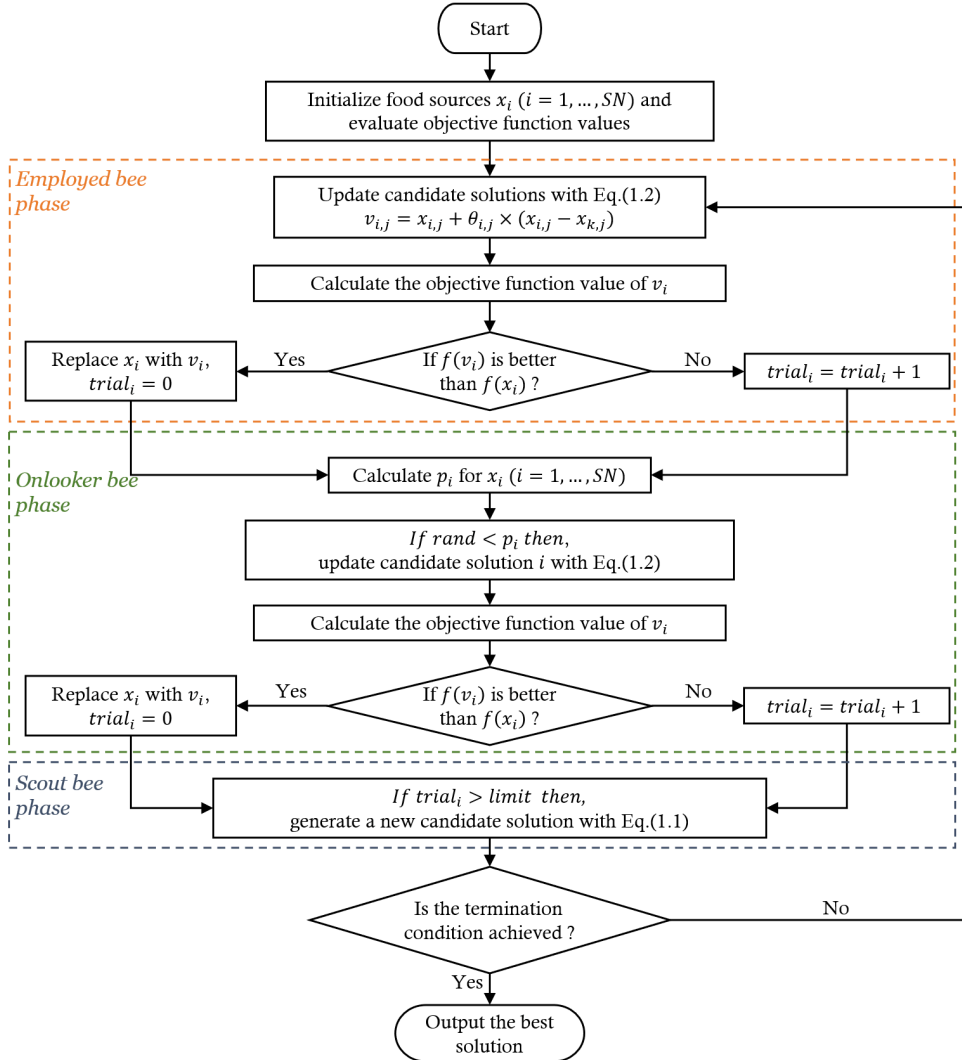 Start
Initialize food sources x_i (i = 1, … , SN) and
evaluate objective function values
Employed bee
phase
Update candidate solutions with Eq.(1.2)
v_{i,j} = x_{i,j} + θ_{i,j} × (x_{i,j} − x_{k,j})
Calculate the objective function value of v_i
Replace x_i with v_i,
trial_i = 0
Yes
If f(v_i) is better
than f(x_i) ?
No
trial_i = trial_i + 1
Onlooker bee
phase
Calculate p_i for x_i (i = 1, … , SN)
If rand < p_i then,
update candidate solution i with Eq.(1.2)
Calculate the objective function value of v_i
Replace x_i with v_i,
trial_i = 0
Yes
If f(v_i) is better
than f(x_i) ?
No
trial_i = trial_i + 1
Scout bee
phase
If trial_i > limit then,
generate a new candidate solution with Eq.(1.1)
Is the termination
condition achieved ?
No
Yes
Output the best
solution